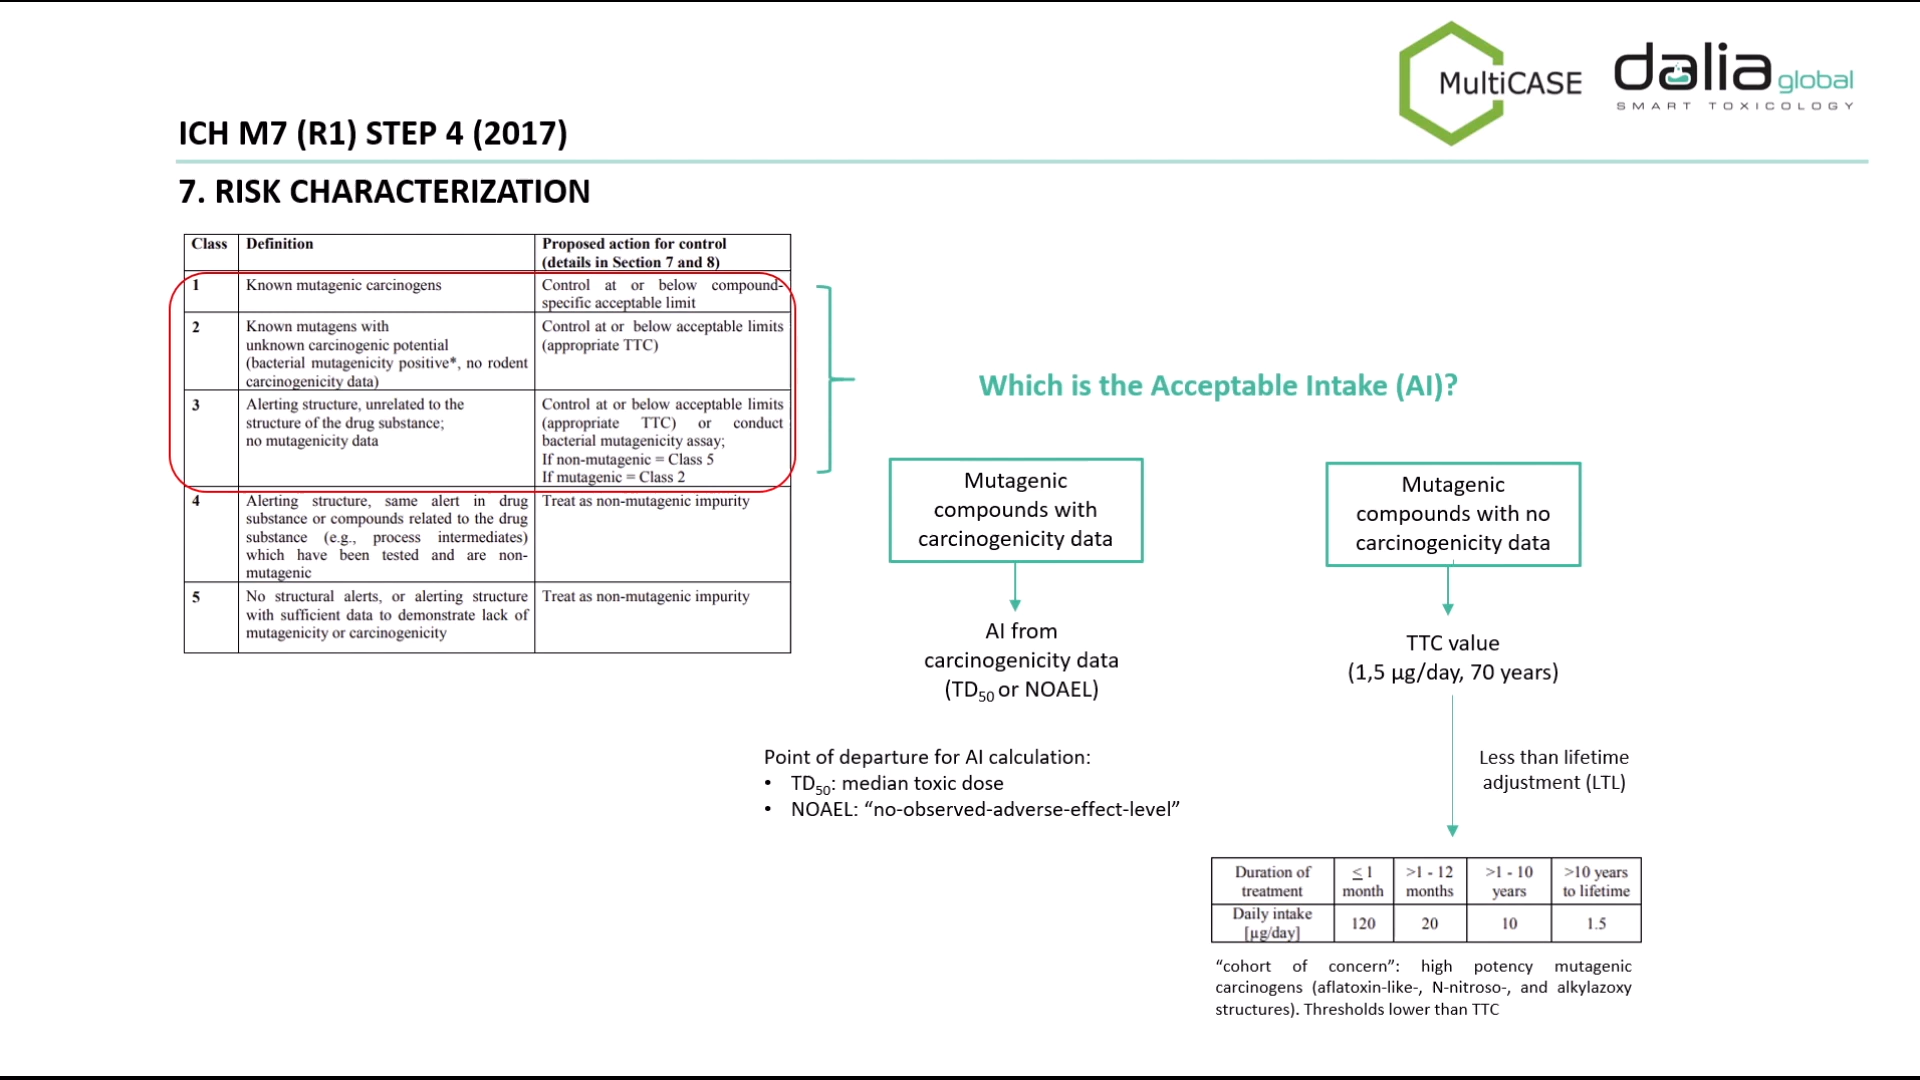 MultiCASE
dalia global
SMART TOXICOLOGY
ICH M7 (R1) STEP 4 (2017)
7. RISK CHARACTERIZATION
Class Definition Proposed action for control
(details in Section 7 and 8)
1 Known mutagenic carcinogens Control at or below compound-
specific acceptable limit
2 Known mutagens with Control at or below acceptable limits
unknown carcinogenic potential (appropriate TTC)
(bacterial mutagenicity positive*, no rodent
carcinogenicity data)
3 Alerting structure, unrelated to the Control at or below acceptable limits
structure of the drug substance; (appropriate TTC) or conduct
no mutagenicity data bacterial mutagenicity assay;
If non-mutagenic = Class 5
If mutagenic = Class 2
4 Alerting structure, same alert in drug Treat as non-mutagenic impurity
substance or compounds related to the drug
substance (e.g., process intermediates)
which have been tested and are non-
mutagenic
5 No structural alerts, or alerting structure Treat as non-mutagenic impurity
with sufficient data to demonstrate lack of
mutagenicity or carcinogenicity
Which is the Acceptable Intake (AI)?
Mutagenic
compounds with
carcinogenicity data
AI from
carcinogenicity data
(TD50 or NOAEL)
Point of departure for AI calculation:
• TD50: median toxic dose
• NOAEL: “no-observed-adverse-effect-level”
Mutagenic
compounds with no
carcinogenicity data
TTC value
(1,5 µg/day, 70 years)
Less than lifetime
adjustment (LTL)
Duration of ≤ 1 >1 - 12 >1 - 10 >10 years
treatment month months years to lifetime
Daily intake 120 20 10 1.5
[µg/day]
“cohort of concern”: high potency mutagenic
carcinogens (aflatoxin-like-, N-nitroso-, and alkylazoxy
structures). Thresholds lower than TTC